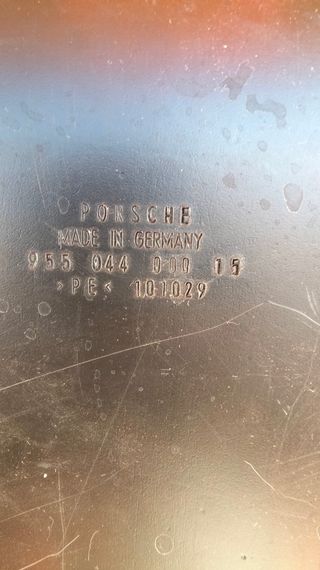 PORSCHE
MADE IN GERMANY
955 044 000 15
>PE< 101029